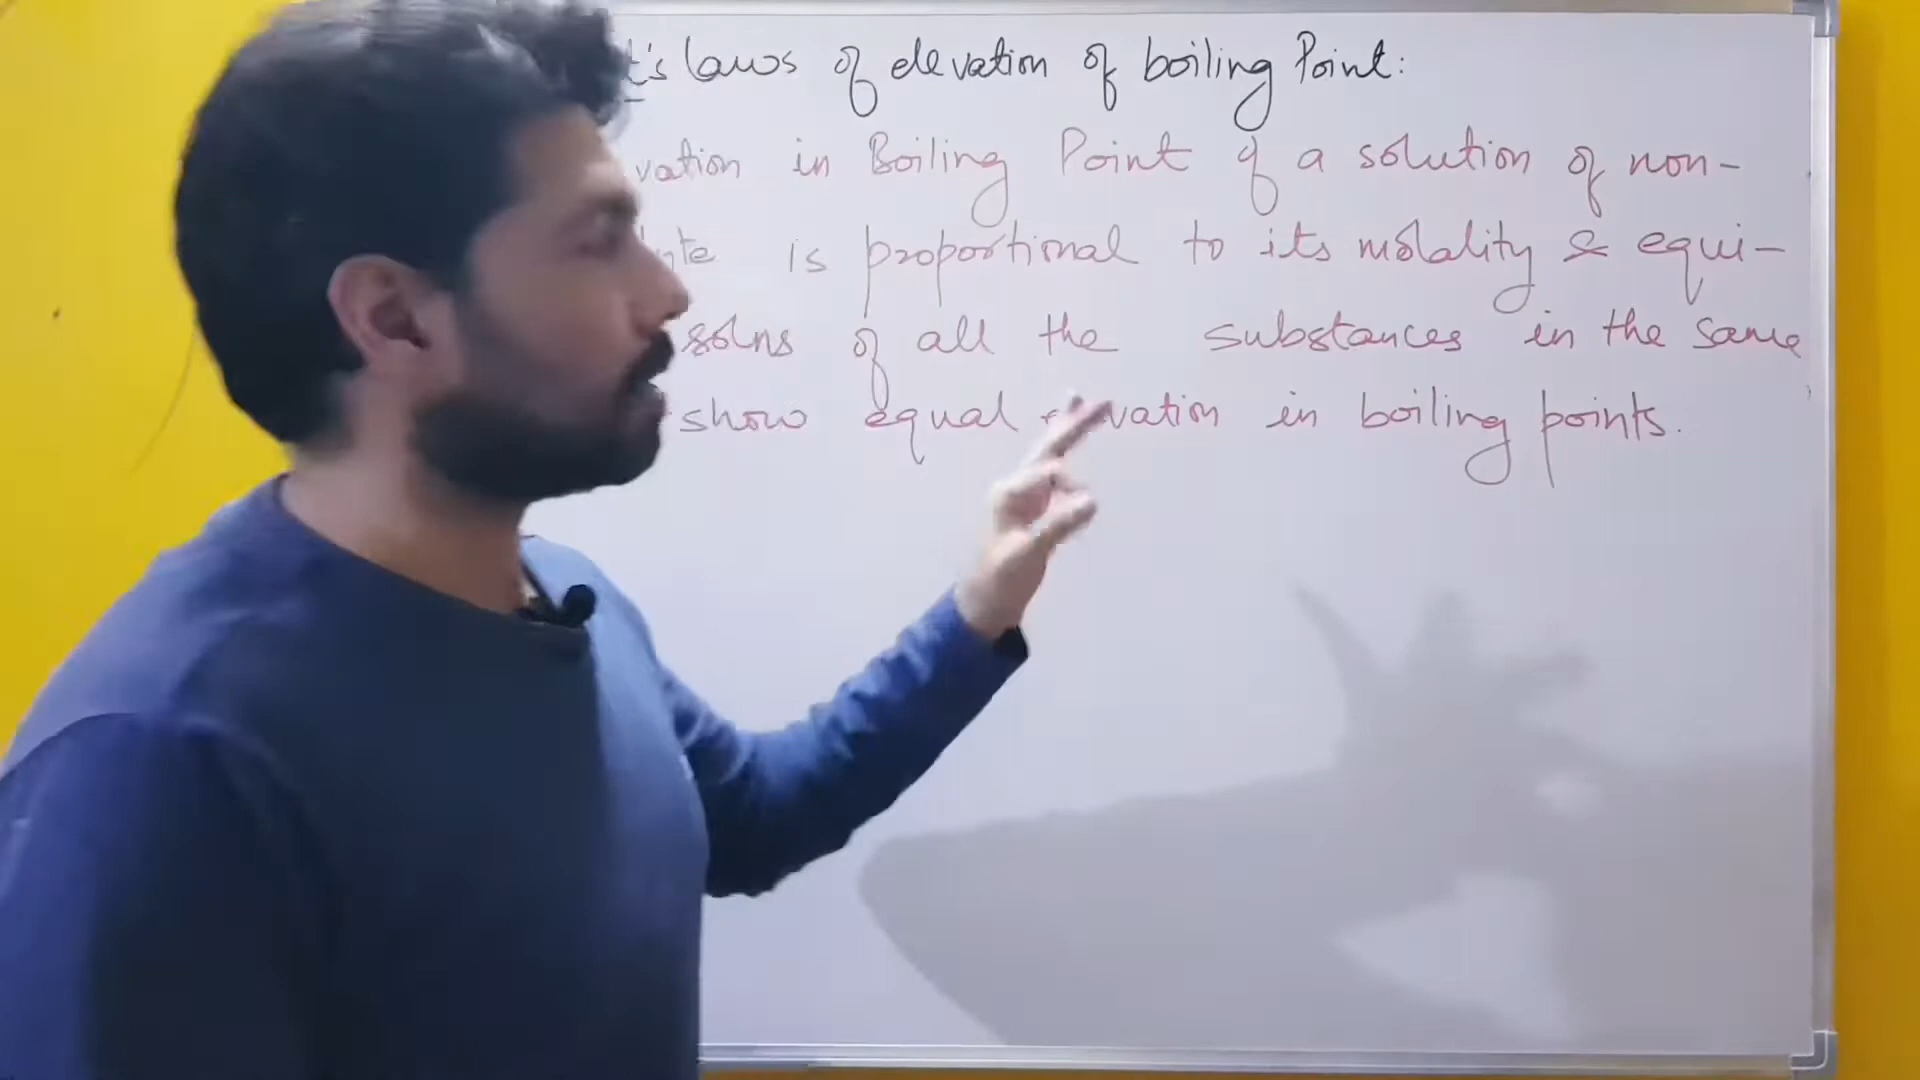 t's laws of elevation of boiling Point:
vation in Boiling Point of a solution of non-
is proportional to its molality & equi-
solns of all the substances in the same
show equal elevation in boiling points.